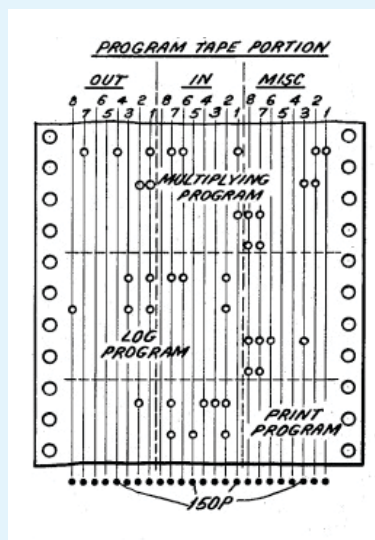 PROGRAM TAPE PORTION
OUT IN MISC
8 7 6 5 4 3 2 1 8 7 6 5 4 3 2 1 8 7 6 5 4 3 2 1
MULTIPLYING
PROGRAM
LOG
PROGRAM
PRINT
PROGRAM
150P